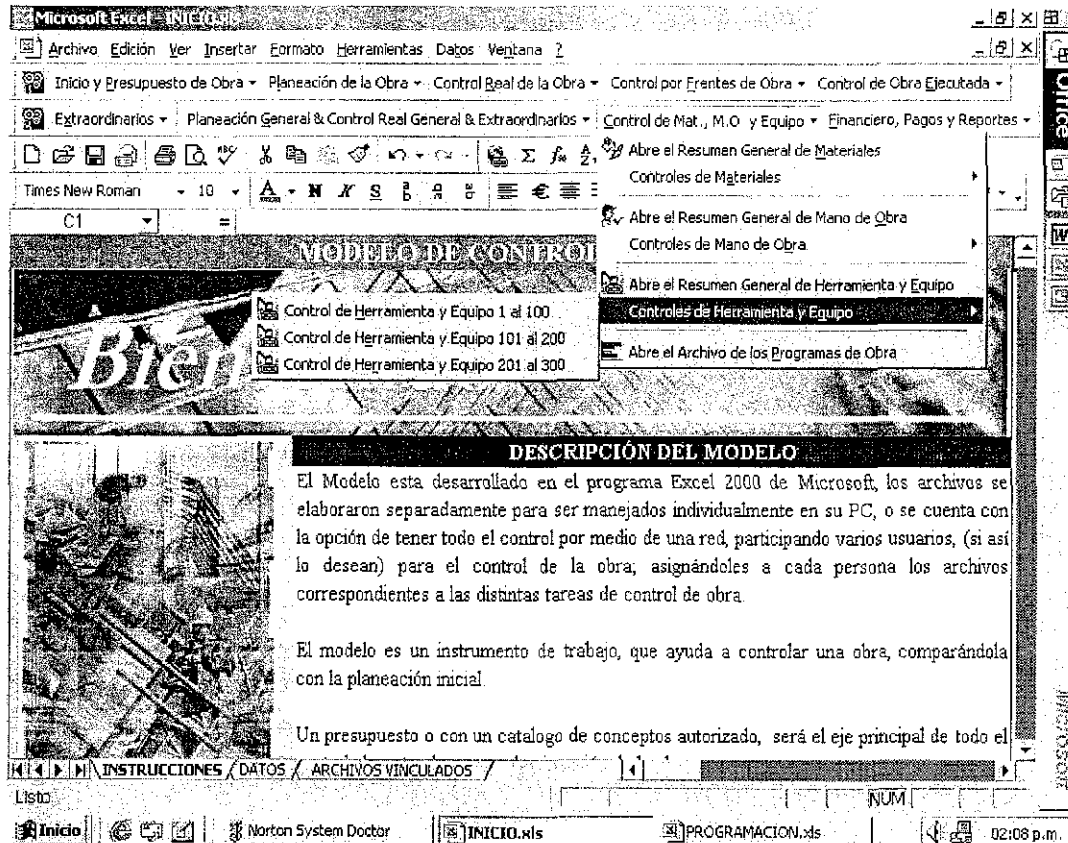 Microsoft Excel - INICIO.xls
Archivo Edición Ver Insertar Formato Herramientas Datos Ventana ?
Inicio y Presupuesto de Obra Planeación de la Obra Control Real de la Obra Control por Frentes de Obra Control de Obra Ejecutada
Extraordinarios Planeación General & Control Real General & Extraordinarios Control de Mat., M.O y Equipo Financiero, Pagos y Reportes
Abre el Resumen General de Materiales
Controles de Materiales
Abre el Resumen General de Mano de Obra
Controles de Mano de Obra
Abre el Resumen General de Herramienta y Equipo
Controles de Herramienta y Equipo
Abre el Archivo de los Programas de Obra
Control de Herramienta y Equipo 1 al 100
Control de Herramienta y Equipo 101 al 200
Control de Herramienta y Equipo 201 al 300
Times New Roman 10 A N K S €
C1 =
MODELO DE CONTROL
Bien
DESCRIPCIÓN DEL MODELO
El Modelo esta desarrollado en el programa Excel 2000 de Microsoft, los archivos se
elaboraron separadamente para ser manejados individualmente en su PC, o se cuenta con
la opción de tener todo el control por medio de una red, participando varios usuarios, (si así
lo desean) para el control de la obra; asignándoles a cada persona los archivos
correspondientes a las distintas tareas de control de obra.
El modelo es un instrumento de trabajo, que ayuda a controlar una obra, comparándola
con la planeación inicial.
Un presupuesto o con un catalogo de conceptos autorizado, será el eje principal de todo el
INSTRUCCIONES DATOS ARCHIVOS VINCULADOS
Listo NUM
Inicio Norton System Doctor INICIO.xls PROGRAMACION.xls 02:08 p.m.
Office
Microsoft